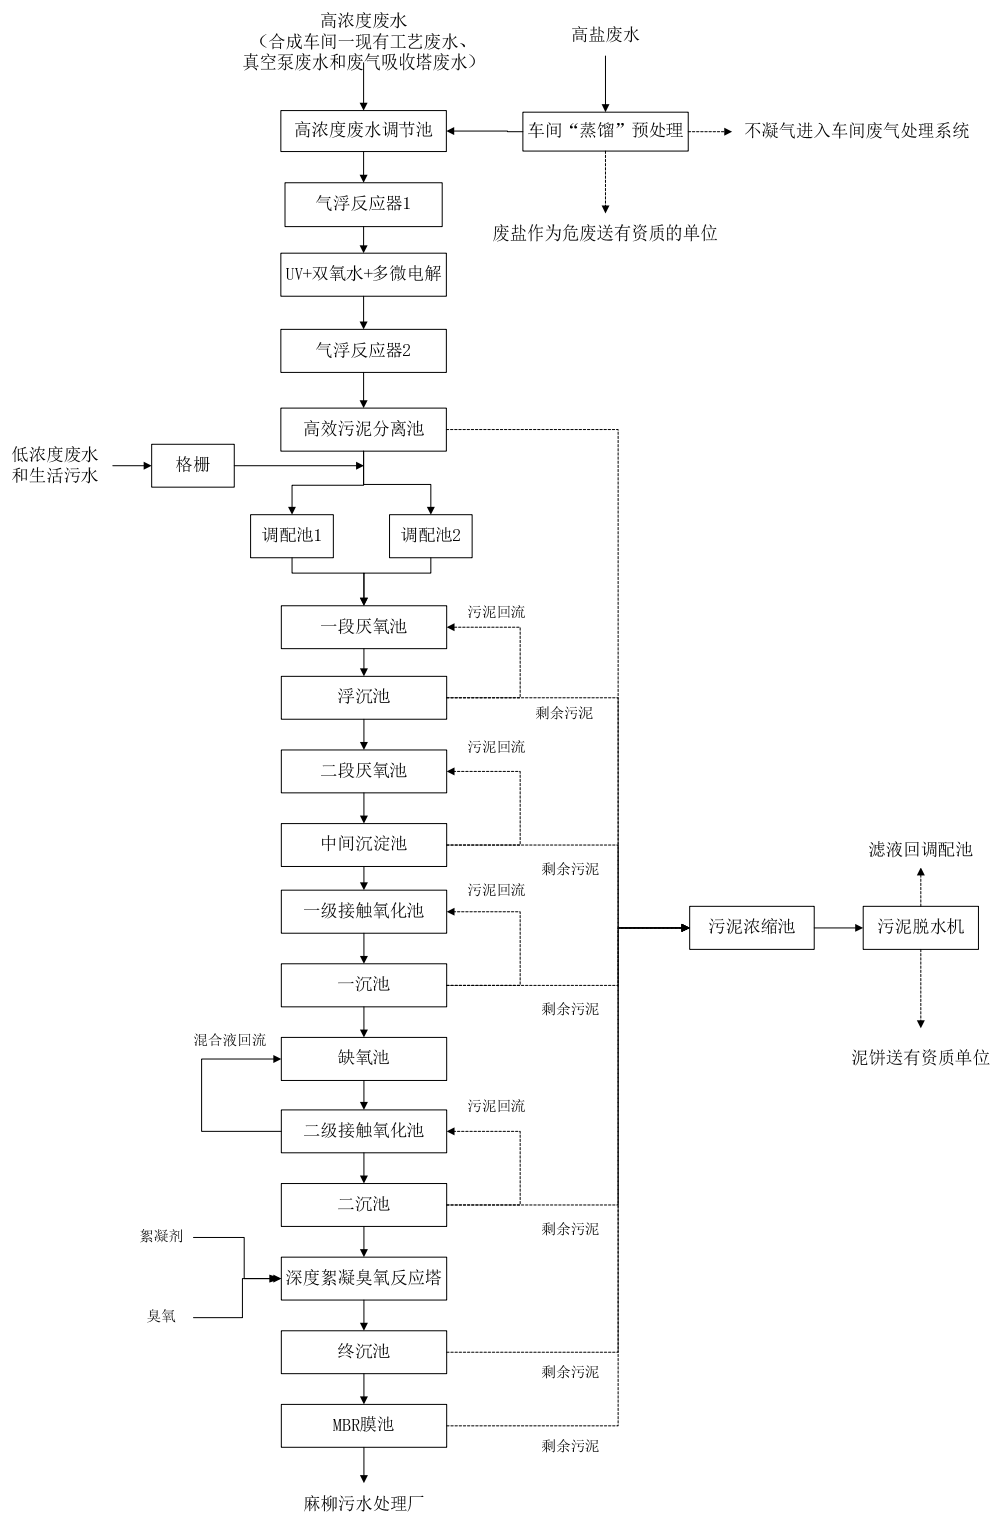 高浓度废水
（合成车间一现有工艺废水、
真空泵废水和废气吸收塔废水）
高盐废水
高浓度废水调节池
车间“蒸馏”预处理
不凝气进入车间废气处理系统
气浮反应器1
废盐作为危废送有资质的单位
UV+双氧水+多微电解
气浮反应器2
高效污泥分离池
低浓度废水
和生活污水
格栅
调配池1
调配池2
一段厌氧池
污泥回流
浮沉池
剩余污泥
二段厌氧池
污泥回流
中间沉淀池
剩余污泥
滤液回调配池
一级接触氧化池
污泥回流
污泥浓缩池
污泥脱水机
一沉池
剩余污泥
混合液回流
缺氧池
泥饼送有资质单位
二级接触氧化池
污泥回流
二沉池
剩余污泥
絮凝剂
深度絮凝臭氧反应塔
臭氧
终沉池
剩余污泥
MBR膜池
剩余污泥
麻柳污水处理厂